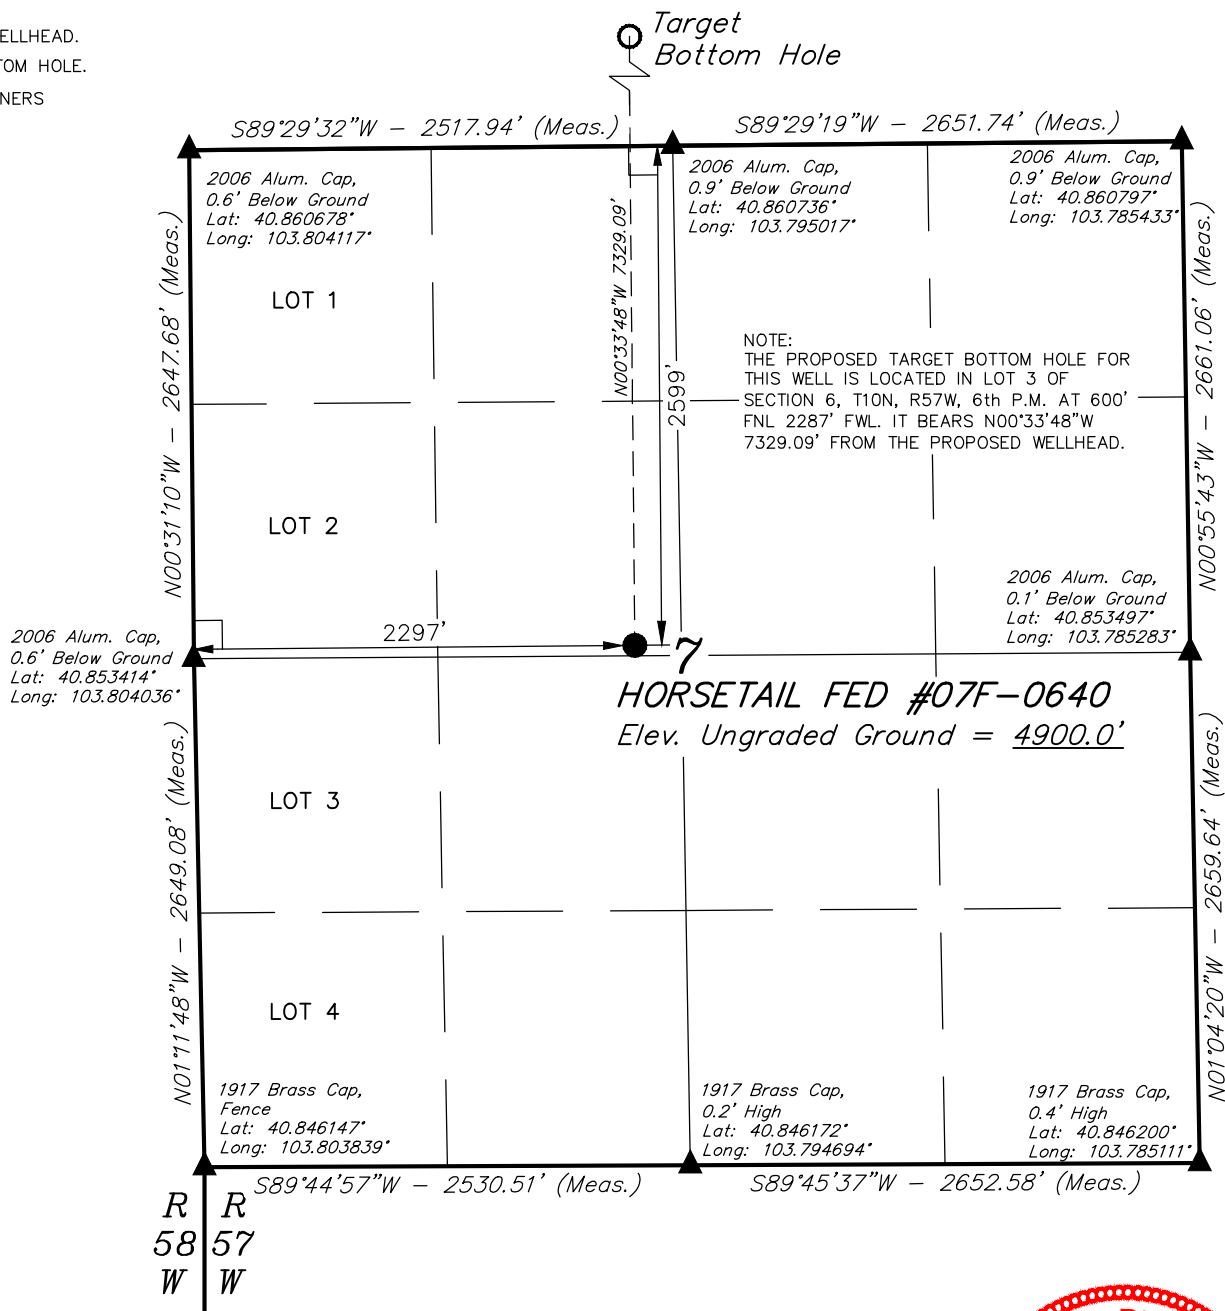 ELLHEAD.
TOM HOLE.
NERS
Target
Bottom Hole
S89°29'32"W - 2517.94' (Meas.)
S89°29'19"W - 2651.74' (Meas.)
2006 Alum. Cap,
0.6' Below Ground
Lat: 40.860678°
Long: 103.804117°
2006 Alum. Cap,
0.9' Below Ground
Lat: 40.860736°
Long: 103.795017°
2006 Alum. Cap,
0.9' Below Ground
Lat: 40.860797°
Long: 103.785433°
N00°31'10"W - 2647.68' (Meas.)
LOT 1
N00°33'48"W 7329.09'
2599'
NOTE:
THE PROPOSED TARGET BOTTOM HOLE FOR
THIS WELL IS LOCATED IN LOT 3 OF
SECTION 6, T10N, R57W, 6th P.M. AT 600'
FNL 2287' FWL. IT BEARS N00°33'48"W
7329.09' FROM THE PROPOSED WELLHEAD.
N00°55'43"W - 2661.06' (Meas.)
LOT 2
2006 Alum. Cap,
0.1' Below Ground
Lat: 40.853497°
Long: 103.785283°
2297'
2006 Alum. Cap,
0.6' Below Ground
Lat: 40.853414°
Long: 103.804036°
7
HORSETAIL FED #07F-0640
Elev. Ungraded Ground = 4900.0'
N01°11'48"W - 2649.08' (Meas.)
LOT 3
N01°04'20"W - 2659.64' (Meas.)
LOT 4
1917 Brass Cap,
Fence
Lat: 40.846147°
Long: 103.803839°
1917 Brass Cap,
0.2' High
Lat: 40.846172°
Long: 103.794694°
1917 Brass Cap,
0.4' High
Lat: 40.846200°
Long: 103.785111°
S89°44'57"W - 2530.51' (Meas.)
S89°45'37"W - 2652.58' (Meas.)
R R
58 57
W W